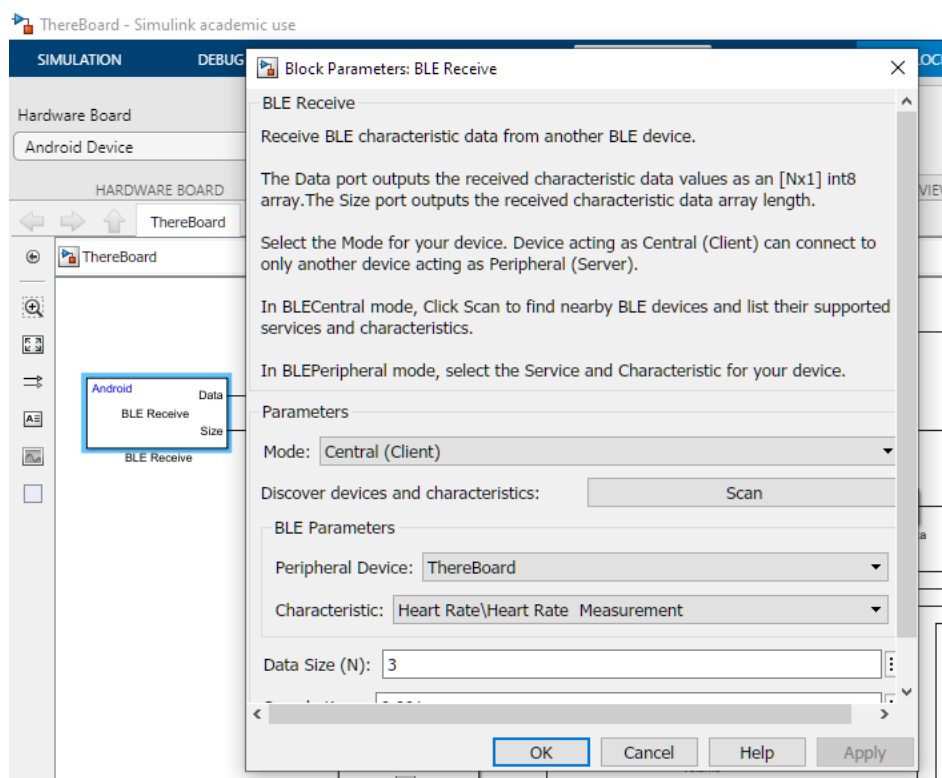 ThereBoard - Simulink academic use
SIMULATION
DEBUG
Hardware Board
Android Device
HARDWARE BOARD
ThereBoard
ThereBoard
Android
Data
BLE Receive
Size
BLE Receive
Block Parameters: BLE Receive
BLE Receive
Receive BLE characteristic data from another BLE device.
The Data port outputs the received characteristic data values as an [Nx1] int8
array.The Size port outputs the received characteristic data array length.
Select the Mode for your device. Device acting as Central (Client) can connect to
only another device acting as Peripheral (Server).
In BLECentral mode, Click Scan to find nearby BLE devices and list their supported
services and characteristics.
In BLEPeripheral mode, select the Service and Characteristic for your device.
Parameters
Mode: Central (Client)
Discover devices and characteristics: Scan
BLE Parameters
Peripheral Device: ThereBoard
Characteristic: Heart Rate\Heart Rate Measurement
Data Size (N): 3
OK Cancel Help Apply